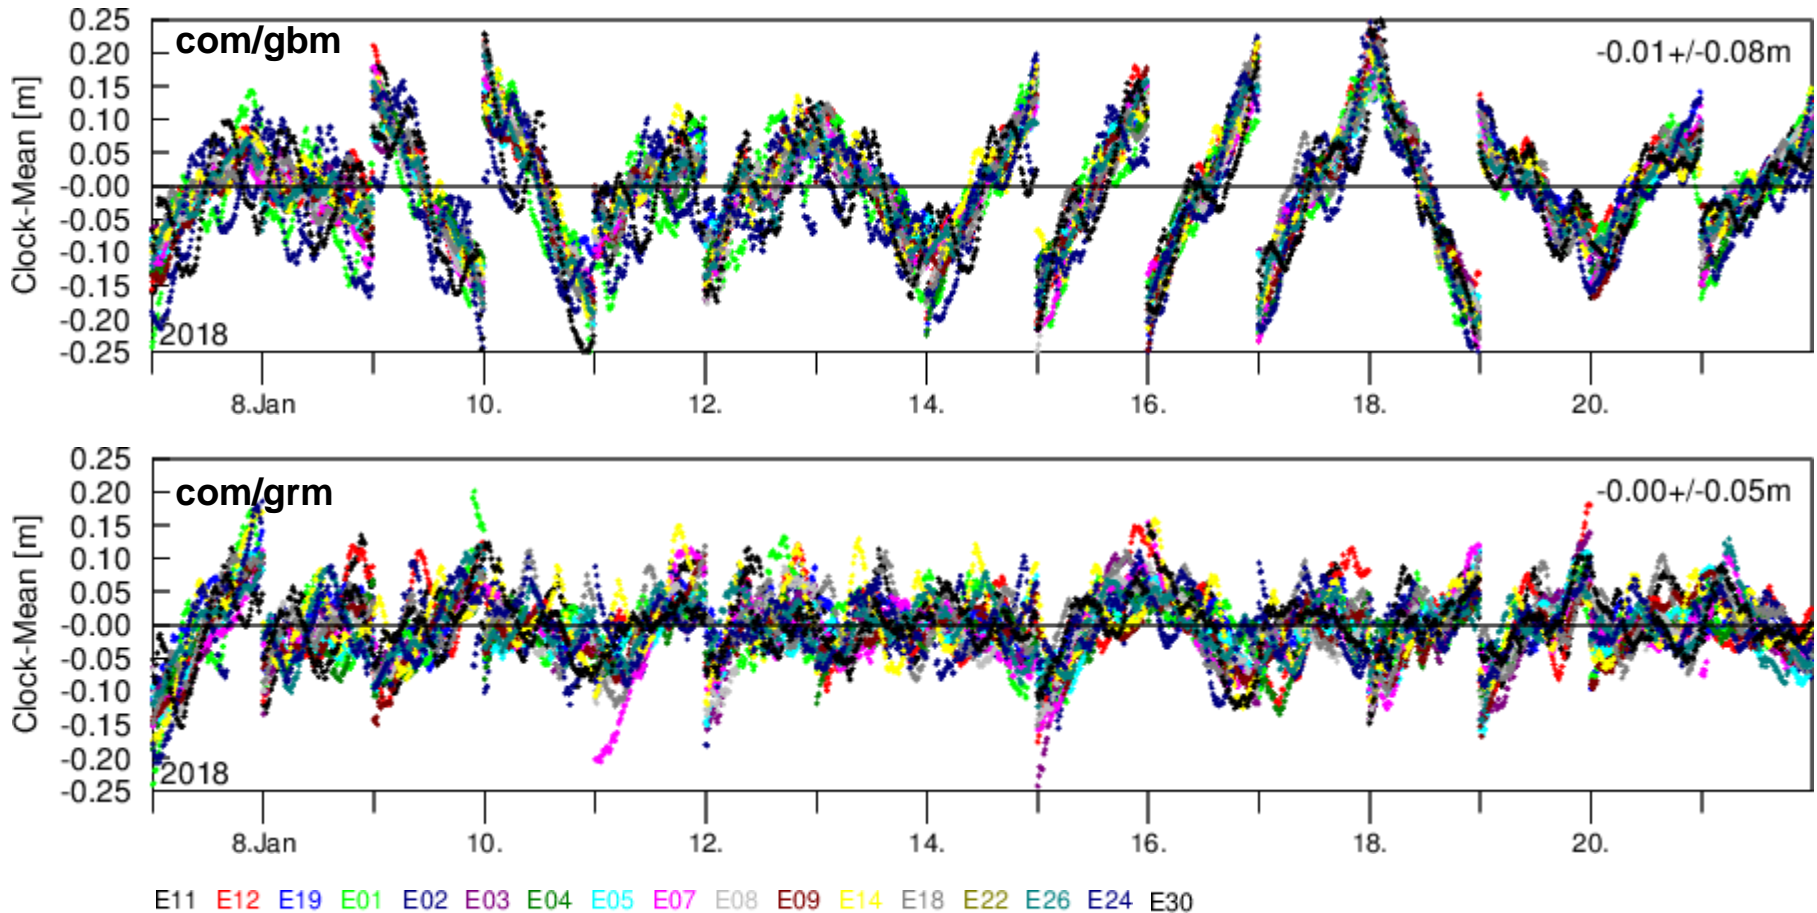 com/gbm
-0.01+/-0.08m
Clock-Mean [m]
0.25
0.20
0.15
0.10
0.05
-0.00
-0.05
-0.10
-0.15
-0.20
-0.25
2018
8.Jan 10. 12. 14. 16. 18. 20.
com/grm
-0.00+/-0.05m
Clock-Mean [m]
0.25
0.20
0.15
0.10
0.05
-0.00
-0.05
-0.10
-0.15
-0.20
-0.25
2018
8.Jan 10. 12. 14. 16. 18. 20.
E11 E12 E19 E01 E02 E03 E04 E05 E07 E08 E09 E14 E18 E22 E26 E24 E30